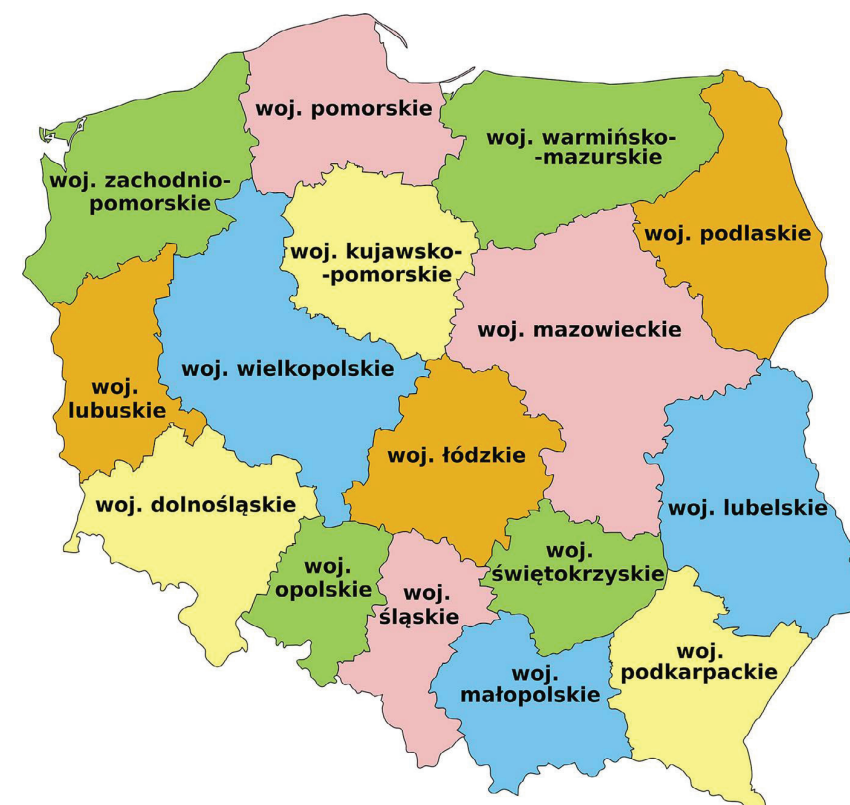 woj. pomorskie
woj. warmińsko-
-mazurskie
woj. zachodnio-
pomorskie
woj. podlaskie
woj. kujawsko-
-pomorskie
woj. mazowieckie
woj. wielkopolskie
woj.
lubuskie
woj. łódzkie
woj. dolnośląskie
woj. lubelskie
woj.
opolskie
woj.
śląskie
woj.
świętokrzyskie
woj.
małopolskie
woj.
podkarpackie